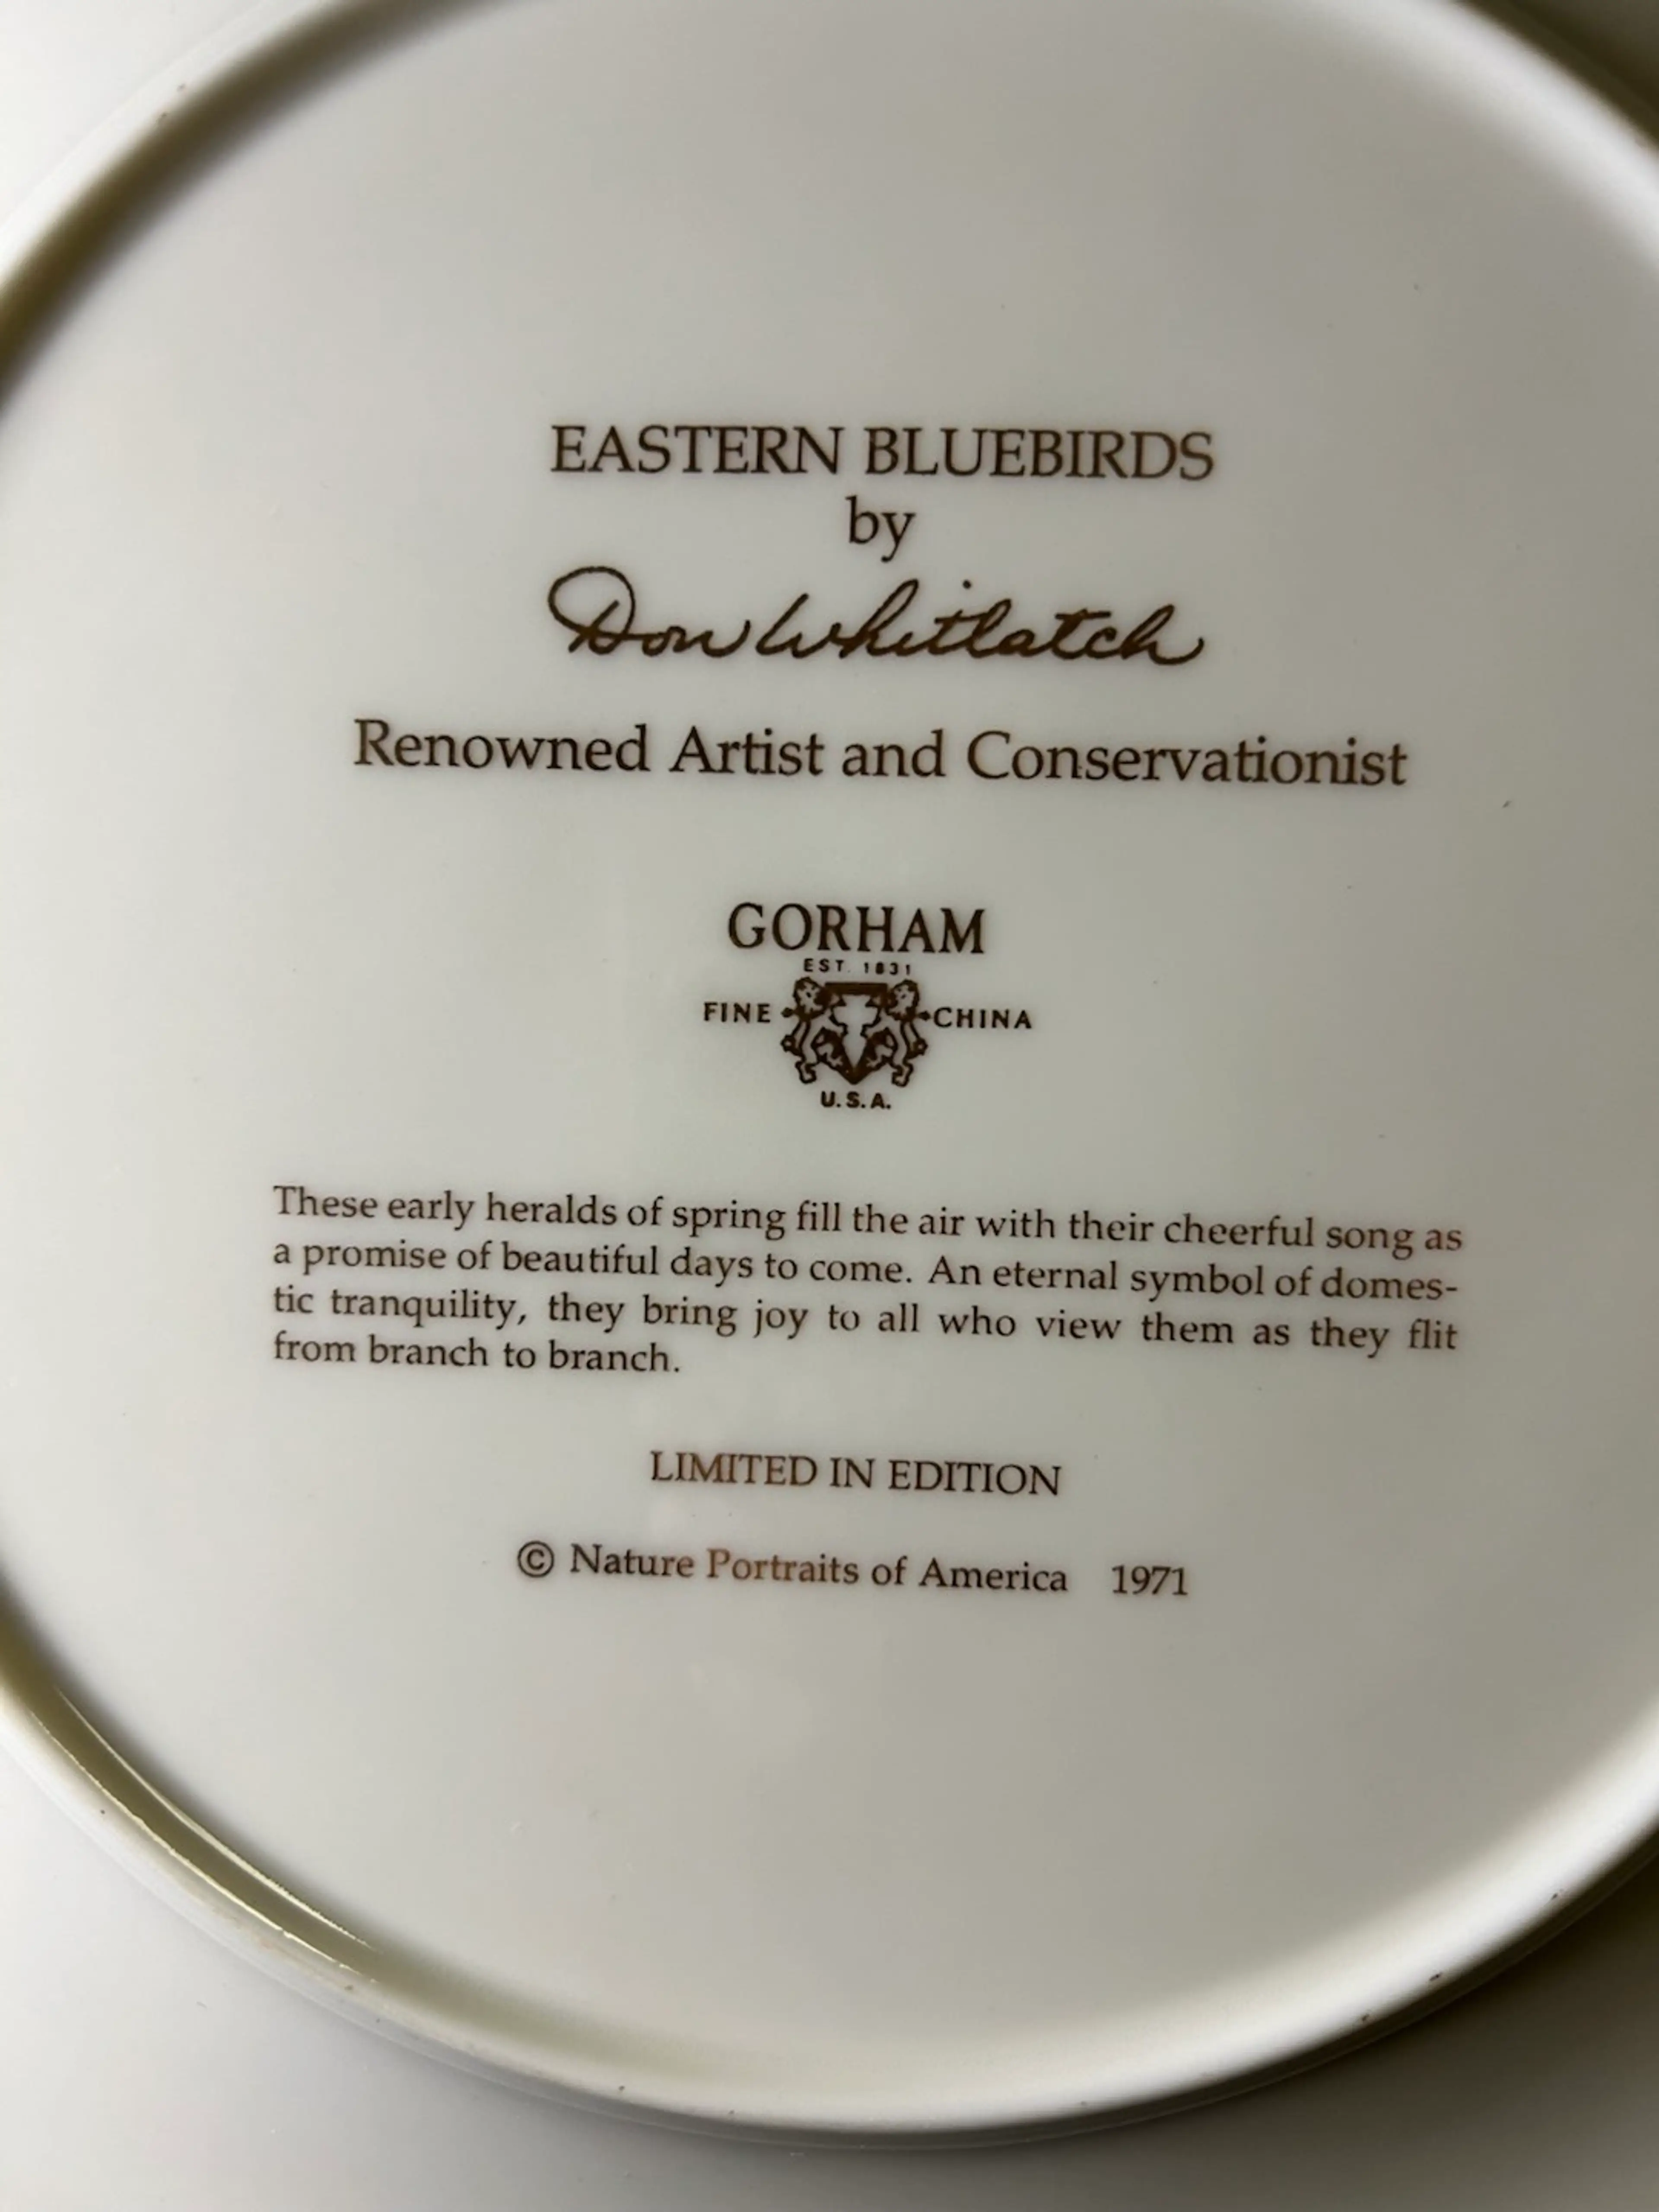 EASTERN BLUEBIRDS
by
Don Whitlatch
Renowned Artist and Conservationist
GORHAM
EST. 1831
FINE CHINA
U.S.A.
These early heralds of spring fill the air with their cheerful song as
a promise of beautiful days to come. An eternal symbol of domes-
tic tranquility, they bring joy to all who view them as they flit
from branch to branch.
LIMITED IN EDITION
© Nature Portraits of America 1971